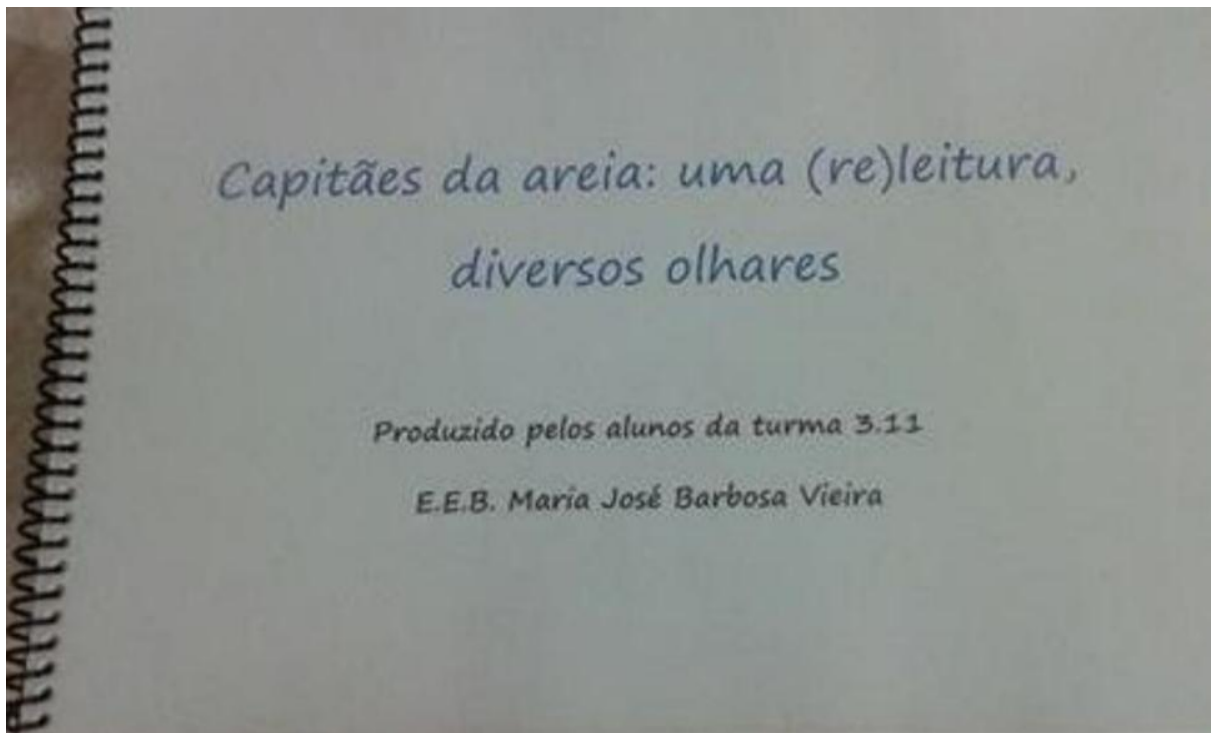 Capitães da areia: uma (re)leitura,
diversos olhares
Produzido pelos alunos da turma 3.11
E.E.B. Maria José Barbosa Vieira